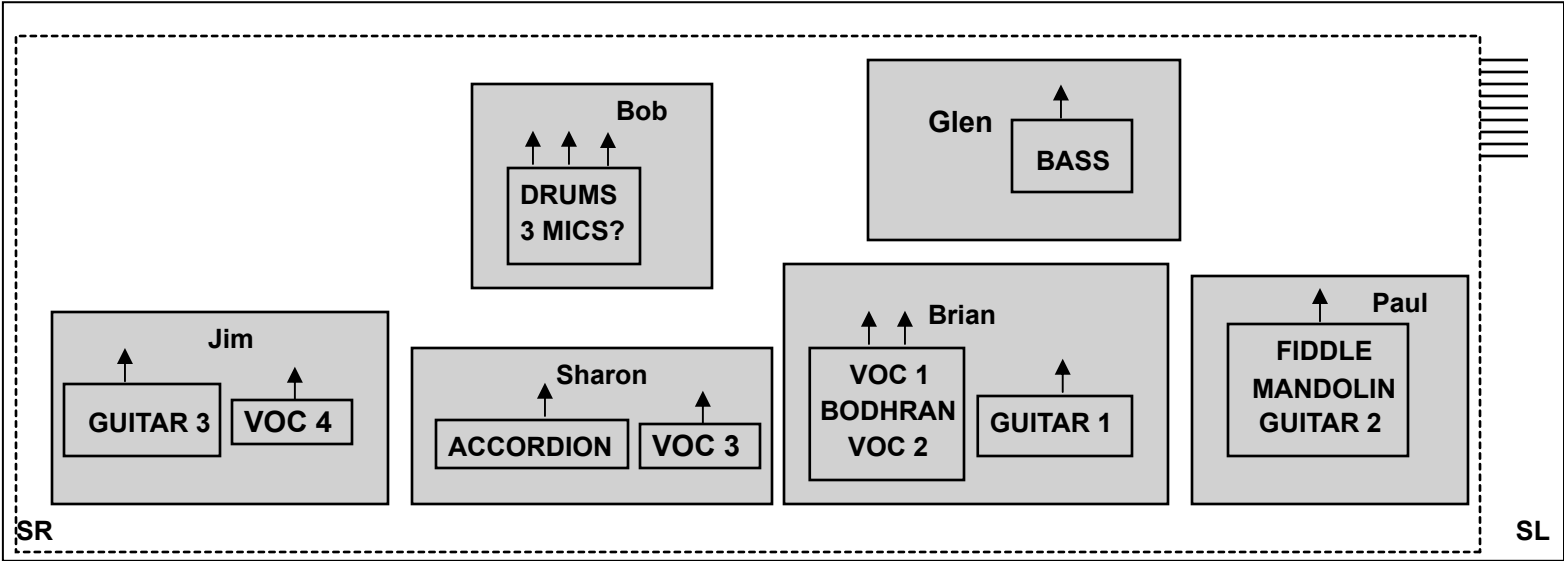 Bob
DRUMS
3 MICS?
Glen
BASS
Jim
GUITAR 3
VOC 4
Sharon
ACCORDION
VOC 3
Brian
VOC 1
BODHRAN
VOC 2
GUITAR 1
Paul
FIDDLE
MANDOLIN
GUITAR 2
SR
SL